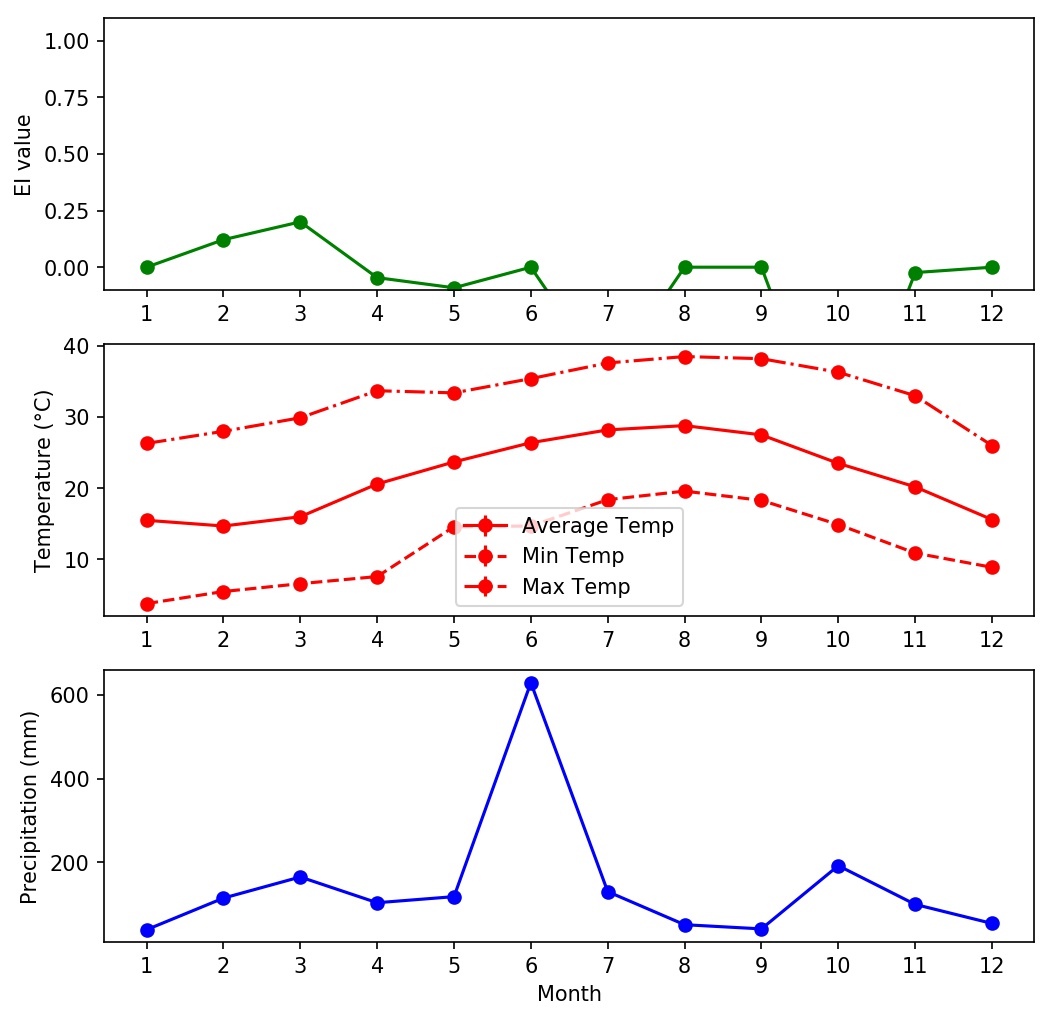 EI value
1.00
0.75
0.50
0.25
0.00
1 2 3 4 5 6 7 8 9 10 11 12
Temperature (°C)
40
30
20
10
Average Temp
Min Temp
Max Temp
1 2 3 4 5 6 7 8 9 10 11 12
Precipitation (mm)
600
400
200
1 2 3 4 5 6 7 8 9 10 11 12
Month